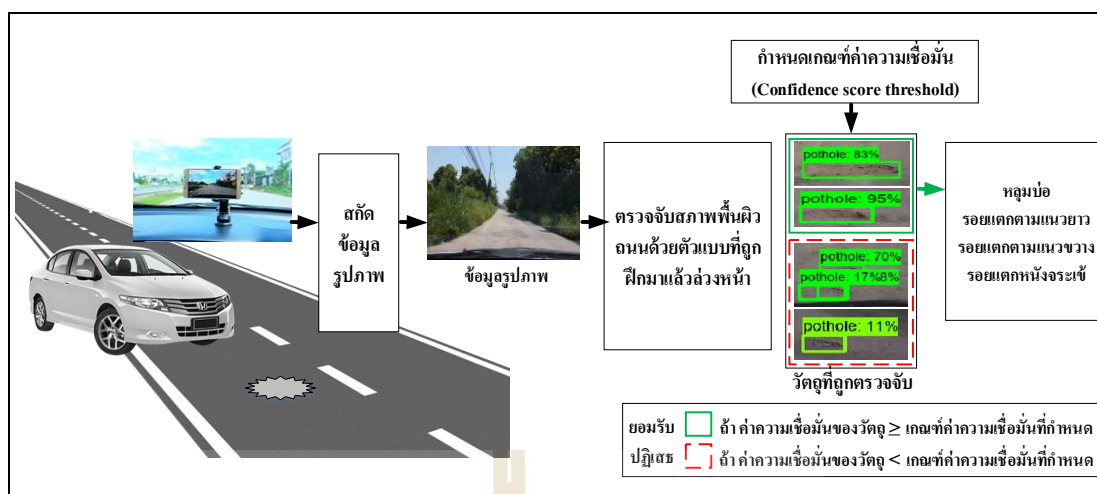 กำหนดเกณฑ์ค่าความเชื่อมั่น
(Confidence score threshold)
สกัด
ข้อมูล
รูปภาพ
ข้อมูลรูปภาพ
ตรวจจับสภาพพื้นผิว
ถนนด้วยตัวแบบที่ถูก
ฝึกมาแล้วล่วงหน้า
pothole: 83%
pothole: 95%
pothole: 70%
pothole: 17%8%
pothole: 11%
วัตถุที่ถูกตรวจจับ
หลุมบ่อ
รอยแตกตามแนวยาว
รอยแตกตามแนวขวาง
รอยแตกหนังจระเข้
ยอมรับ ถ้า ค่าความเชื่อมั่นของวัตถุ ≥ เกณฑ์ค่าความเชื่อมั่นที่กำหนด
ปฏิเสธ ถ้า ค่าความเชื่อมั่นของวัตถุ < เกณฑ์ค่าความเชื่อมั่นที่กำหนด